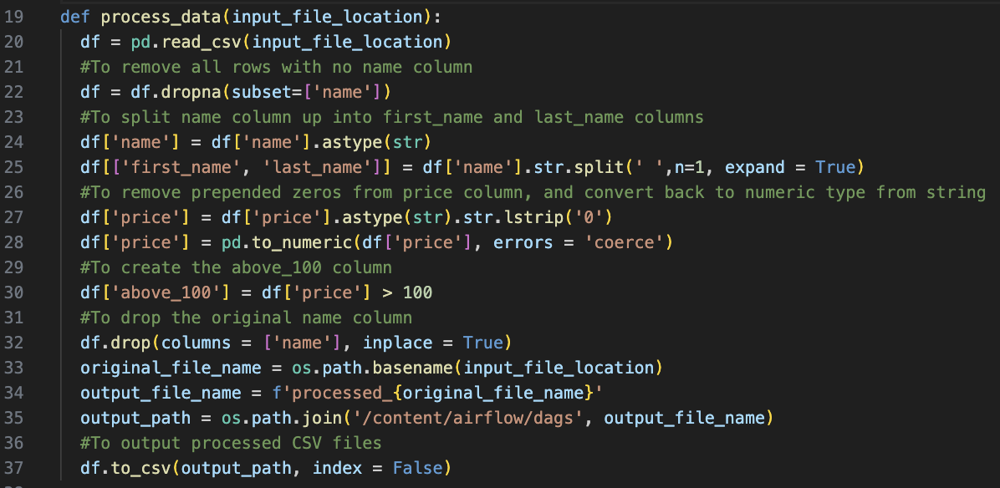 19 def process_data(input_file_location):
20 df = pd.read_csv(input_file_location)
21 #To remove all rows with no name column
22 df = df.dropna(subset=['name'])
23 #To split name column up into first_name and last_name columns
24 df['name'] = df['name'].astype(str)
25 df[['first_name', 'last_name']] = df['name'].str.split(' ',n=1, expand = True)
26 #To remove prepended zeros from price column, and convert back to numeric type from string
27 df['price'] = df['price'].astype(str).str.lstrip('0')
28 df['price'] = pd.to_numeric(df['price'], errors = 'coerce')
29 #To create the above_100 column
30 df['above_100'] = df['price'] > 100
31 #To drop the original name column
32 df.drop(columns = ['name'], inplace = True)
33 original_file_name = os.path.basename(input_file_location)
34 output_file_name = f'processed_{original_file_name}'
35 output_path = os.path.join('/content/airflow/dags', output_file_name)
36 #To output processed CSV files
37 df.to_csv(output_path, index = False)